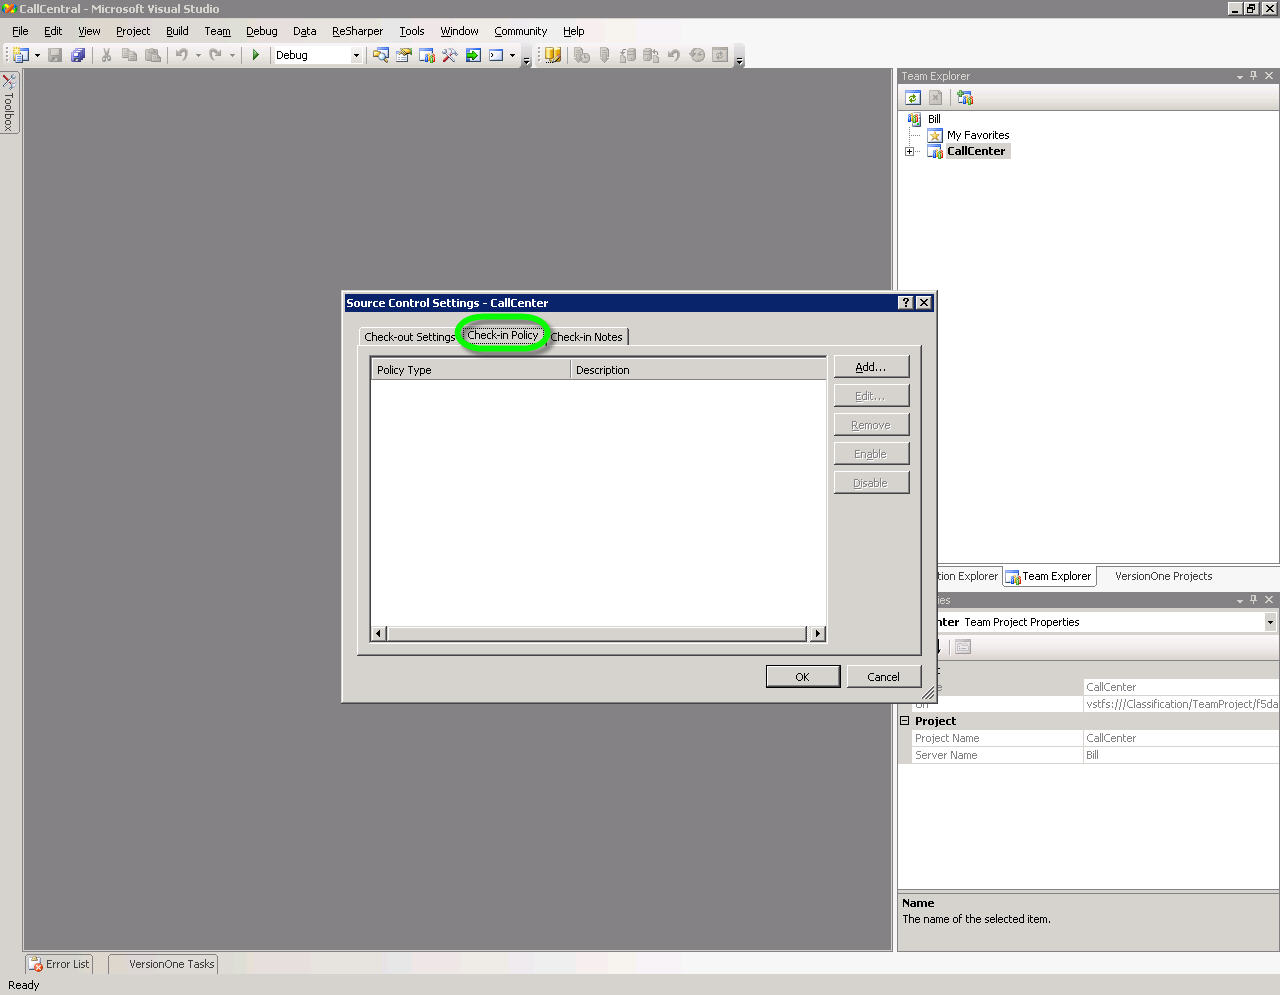 CallCentral - Microsoft Visual Studio
File Edit View Project Build Team Debug Data ReSharper Tools Window Community Help
Debug
Toolbox
Team Explorer
Bill
My Favorites
CallCenter
Source Control Settings - CallCenter
Check-out Settings Check-in Policy Check-in Notes
Policy Type Description
Add...
Edit...
Remove
Enable
Disable
OK Cancel
tion Explorer Team Explorer VersionOne Projects
ies
nter Team Project Properties
CallCenter
vstfs:///Classification/TeamProject/f5da
Project
Project Name CallCenter
Server Name Bill
Name
The name of the selected item.
Error List VersionOne Tasks
Ready